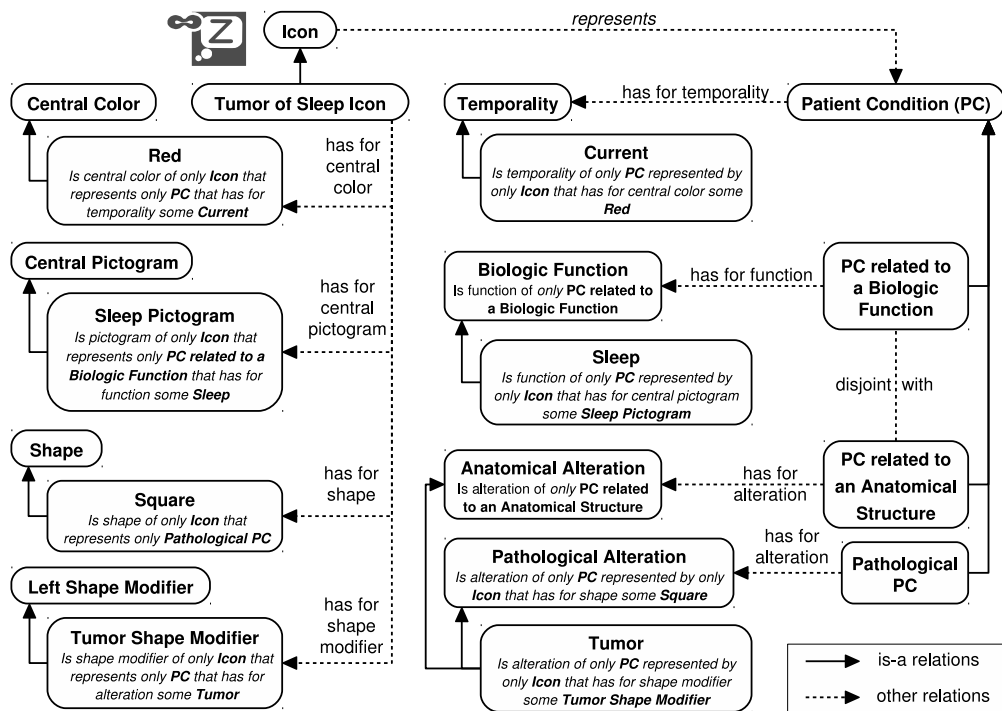 Z
Icon
represents
Central Color
Tumor of Sleep Icon
Temporality
has for temporality
Patient Condition (PC)
Red
Is central color of only Icon that
represents only PC that has for
temporality some Current
has for
central
color
Current
Is temporality of only PC represented by
only Icon that has for central color some
Red
Central Pictogram
Sleep Pictogram
Is pictogram of only Icon that
represents only PC related to a
Biologic Function that has for
function some Sleep
has for
central
pictogram
Biologic Function
Is function of only PC related to
a Biologic Function
has for function
PC related to
a Biologic
Function
Sleep
Is function of only PC represented by
only Icon that has for central pictogram
some Sleep Pictogram
disjoint with
Shape
Square
Is shape of only Icon that
represents only Pathological PC
has for
shape
Anatomical Alteration
Is alteration of only PC related
to an Anatomical Structure
has for
alteration
PC related to
an Anatomical
Structure
Pathological Alteration
Is alteration of only PC represented by only
Icon that has for shape some Square
has for
alteration
Pathological
PC
Left Shape Modifier
Tumor Shape Modifier
Is shape modifier of only Icon that
represents only PC that has for
alteration some Tumor
has for
shape
modifier
Tumor
Is alteration of only PC represented by
only Icon that has for shape modifier
some Tumor Shape Modifier
is-a relations
other relations